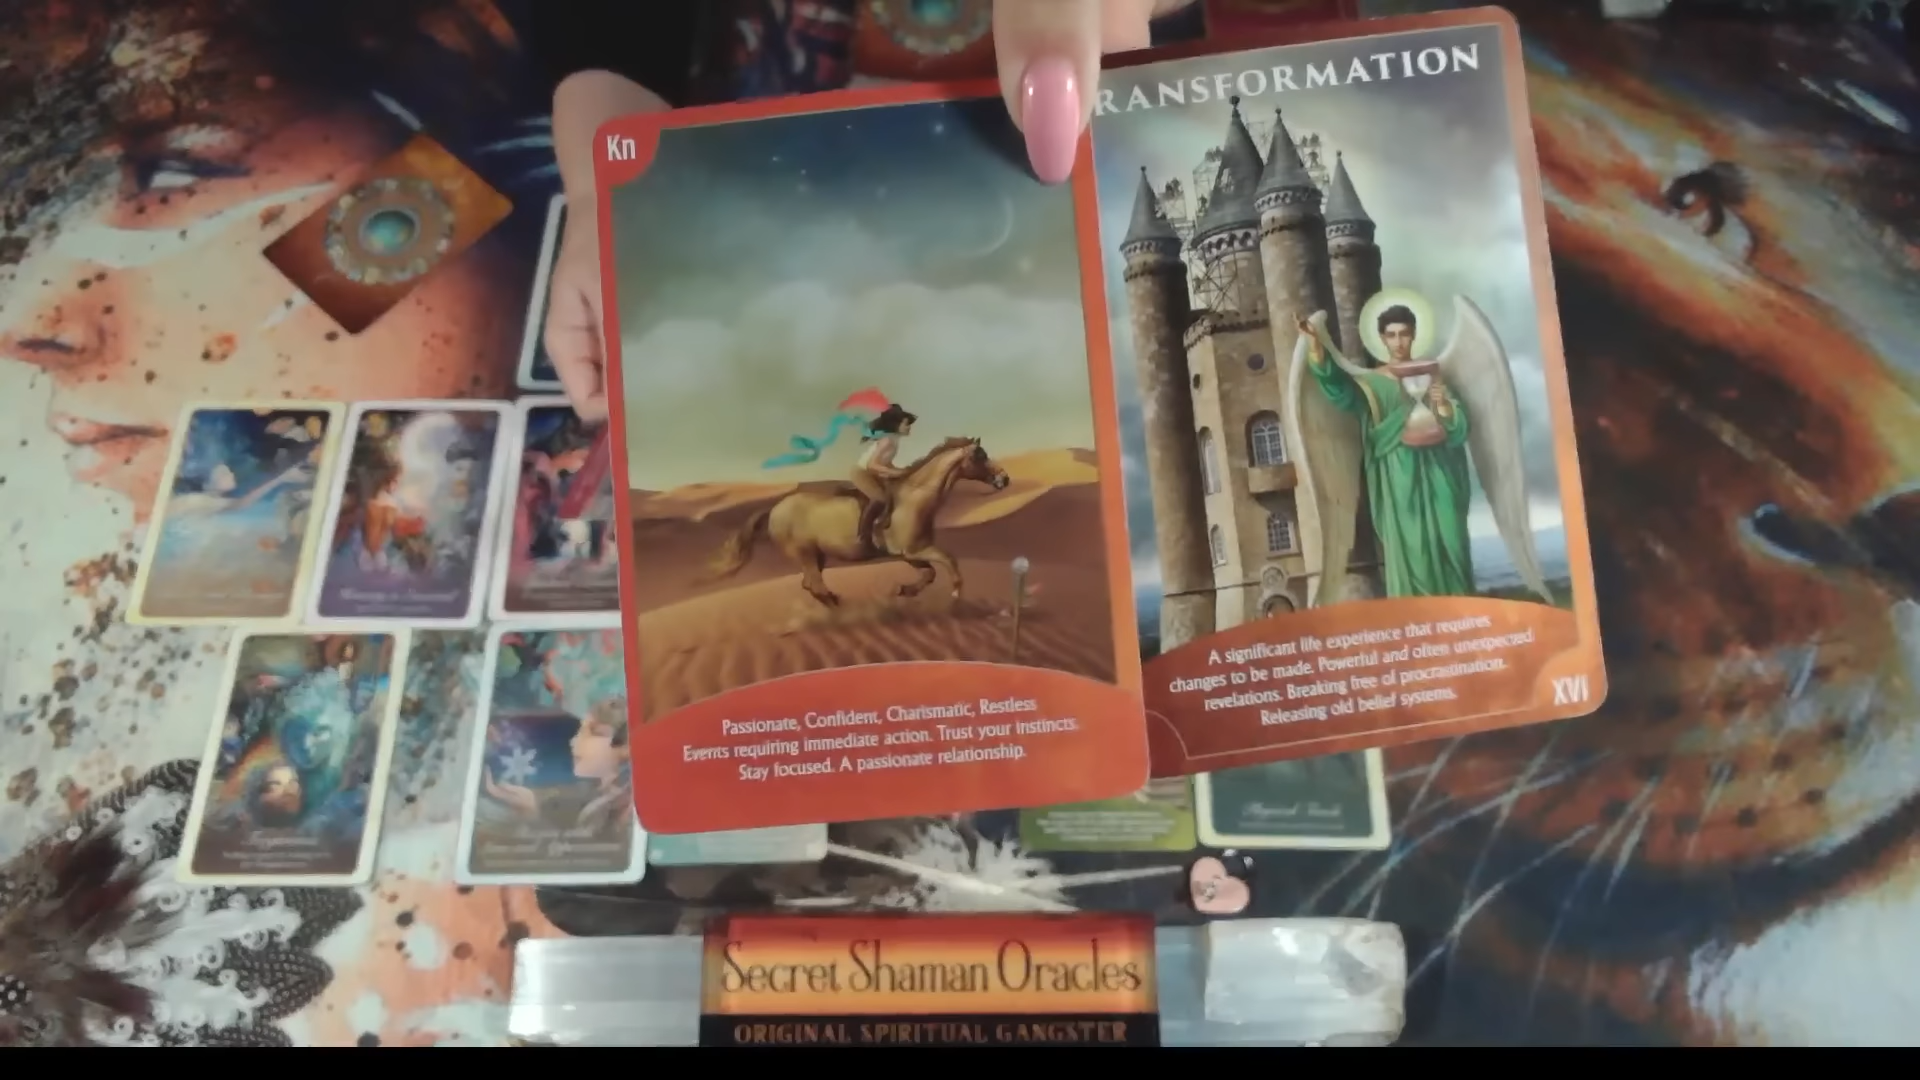 Kn
RANSFORMATION
Passionate, Confident, Charismatic, Restless
Events requiring immediate action. Trust your instincts.
Stay focused. A passionate relationship.
A significant life experience that requires
changes to be made. Powerful and often unexpected
revelations. Breaking free of procrastination.
Releasing old belief systems.
XVI
Secret Shaman Oracles
ORIGINAL SPIRITUAL GANGSTER